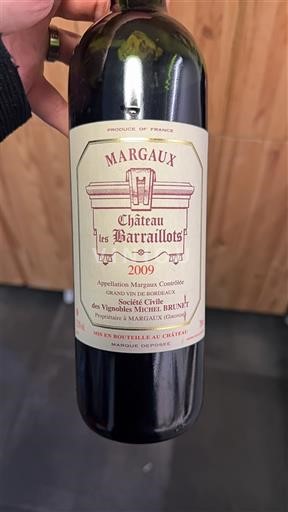 PRODUCE OF FRANCE
MARGAUX
Château
les Barraillots
2009
Appellation Margaux Contrôlée
GRAND VIN DE BORDEAUX
Société Civile
des Vignobles MICHEL BRUNET
Propriétaire à MARGAUX (Gironde)
MIS EN BOUTEILLE AU CHÂTEAU
MARQUE DEPOSÉE